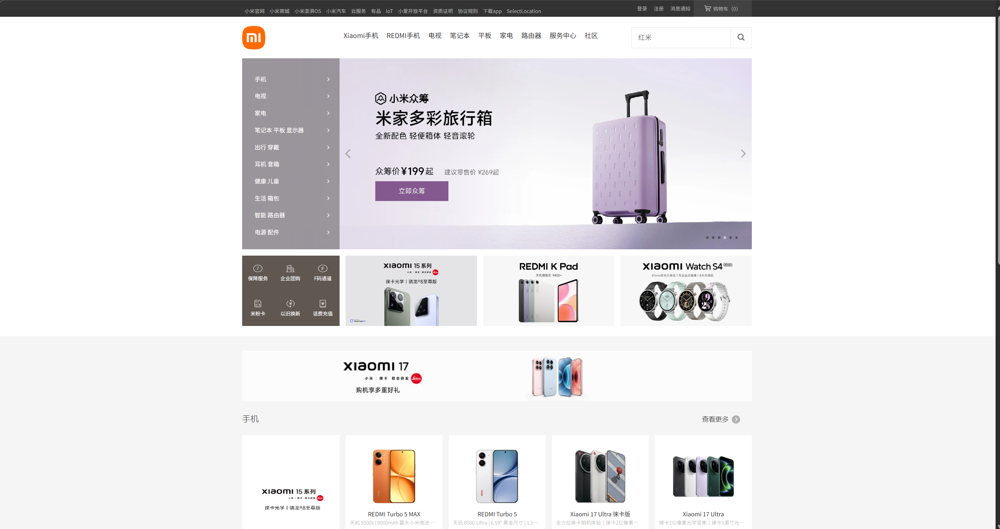 小米官网 小米商城 小米澎湃OS 小米汽车 云服务 有品 IoT 小爱开放平台 资质证明 协议规则 下载app SelectLocation
登录 注册 消息通知 购物车（0）
Xiaomi手机 REDMI手机 电视 笔记本 平板 家电 路由器 服务中心 社区
红米
手机
电视
家电
笔记本 平板 显示器
出行 穿戴
耳机 音箱
健康 儿童
生活 箱包
智能 路由器
电源 配件
小米众筹
米家多彩旅行箱
全新配色 轻便箱体 轻音滚轮
众筹价¥199起 建议零售价 ¥269起
立即众筹
保障服务 企业团购 F码通道
米粉卡 以旧换新 话费充值
xiaomi 15 系列
小米 | 徕卡 联合研发
徕卡光学 | 骁龙®8至尊版
Xiaomi HyperOS
REDMI K Pad
天玑旗舰芯 9400+
xiaomi Watch S4 41mm
41mm时尚小表径 | 专业运动健康 | 8天长续航
xiaomi 17
小米 | 徕卡 联合研发 Leica
购机享多重好礼
手机
查看更多
xiaomi 15 系列
小米 | 徕卡 联合研发
徕卡光学 | 骁龙®8至尊版
REDMI Turbo 5 MAX
天机 9500s | 9000mAh 最大小米电池 ...
REDMI Turbo 5
天玑 8500-Ultra | 6.59" 黄金尺寸 | 1.5...
Xiaomi 17 Ultra 徕卡版
全方位徕卡相机体验｜徕卡2亿像素...
Xiaomi 17 Ultra
徕卡2亿像素光学变焦｜徕卡1英寸光...